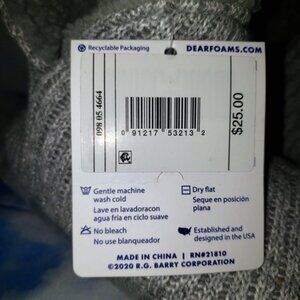 Recyclable Packaging
DEARFOAMS.COM
098 05 4664
0 91217 53213 2
$25.00
Gentle machine
wash cold
Lave en lavadoracon
agua fria en ciclo suave
Dry flat
Seque en posición
plana
No bleach
No use blanqueador
Established and
designed in the USA
MADE IN CHINA | RN#21810
©2020 R.G. BARRY CORPORATION